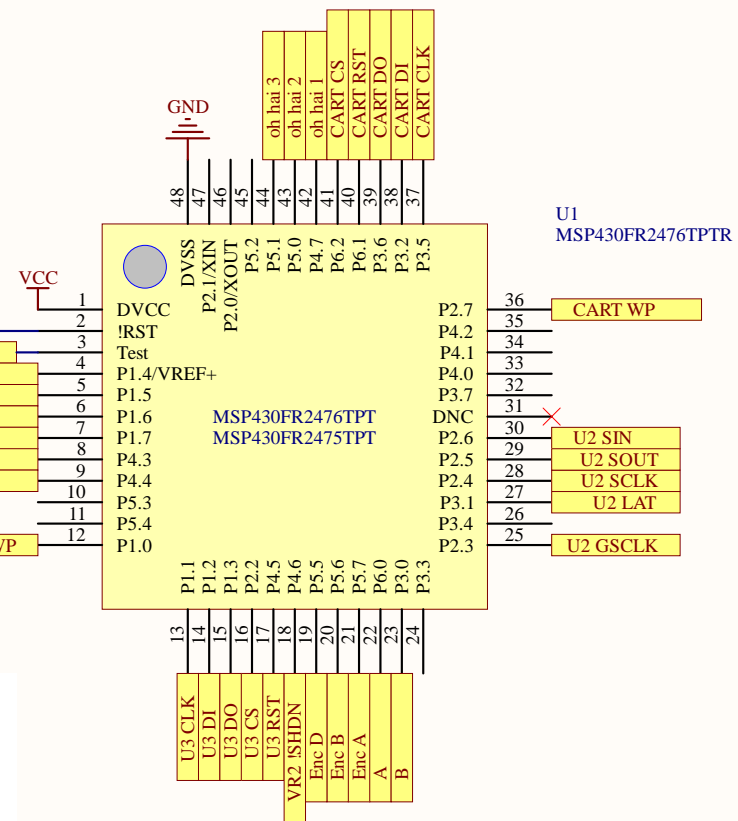 oh hai 3
oh hai 2
oh hai 1
CART CS
CART RST
CART DO
CART DI
CART CLK
GND
48
47
46
45
44
43
42
41
40
39
38
37
U1
MSP430FR2476TPTR
DVSS
P2.1/XIN
P2.0/XOUT
P5.2
P5.1
P5.0
P4.7
P6.2
P6.1
P3.6
P3.2
P3.5
VCC
1 DVCC
2 !RST
3 Test
4 P1.4/VREF+
5 P1.5
6 P1.6
7 P1.7
8 P4.3
9 P4.4
10 P5.3
11 P5.4
VP 12 P1.0
MSP430FR2476TPT
MSP430FR2475TPT
P2.7 36 CART WP
P4.2 35
P4.1 34
P4.0 33
P3.7 32
DNC 31
P2.6 30 U2 SIN
P2.5 29 U2 SOUT
P2.4 28 U2 SCLK
P3.1 27 U2 LAT
P3.4 26
P2.3 25 U2 GSCLK
P1.1
P1.2
P1.3
P2.2
P4.5
P4.6
P5.5
P5.6
P5.7
P6.0
P3.0
P3.3
13
14
15
16
17
18
19
20
21
22
23
24
U3 CLK
U3 DI
U3 DO
U3 CS
U3 RST
VR2 !SHDN
Enc D
Enc B
Enc A
A
B